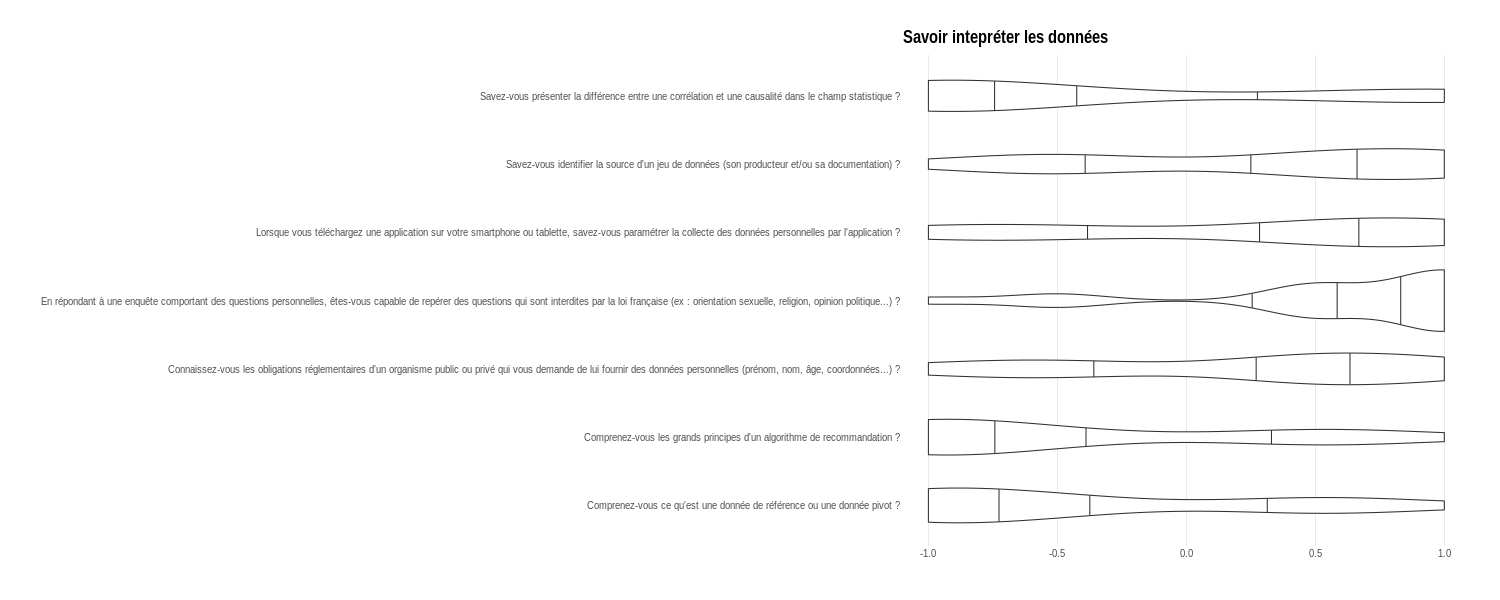 Savoir intepréter les données
Savez-vous présenter la différence entre une corrélation et une causalité dans le champ statistique ?
Savez-vous identifier la source d'un jeu de données (son producteur et/ou sa documentation) ?
Lorsque vous téléchargez une application sur votre smartphone ou tablette, savez-vous paramétrer la collecte des données personnelles par l'application ?
En répondant à une enquête comportant des questions personnelles, êtes-vous capable de repérer des questions qui sont interdites par la loi française (ex : orientation sexuelle, religion, opinion politique...) ?
Connaissez-vous les obligations réglementaires d'un organisme public ou privé qui vous demande de lui fournir des données personnelles (prénom, nom, âge, coordonnées...) ?
Comprenez-vous les grands principes d'un algorithme de recommandation ?
Comprenez-vous ce qu'est une donnée de référence ou une donnée pivot ?
-1.0 -0.5 0.0 0.5 1.0